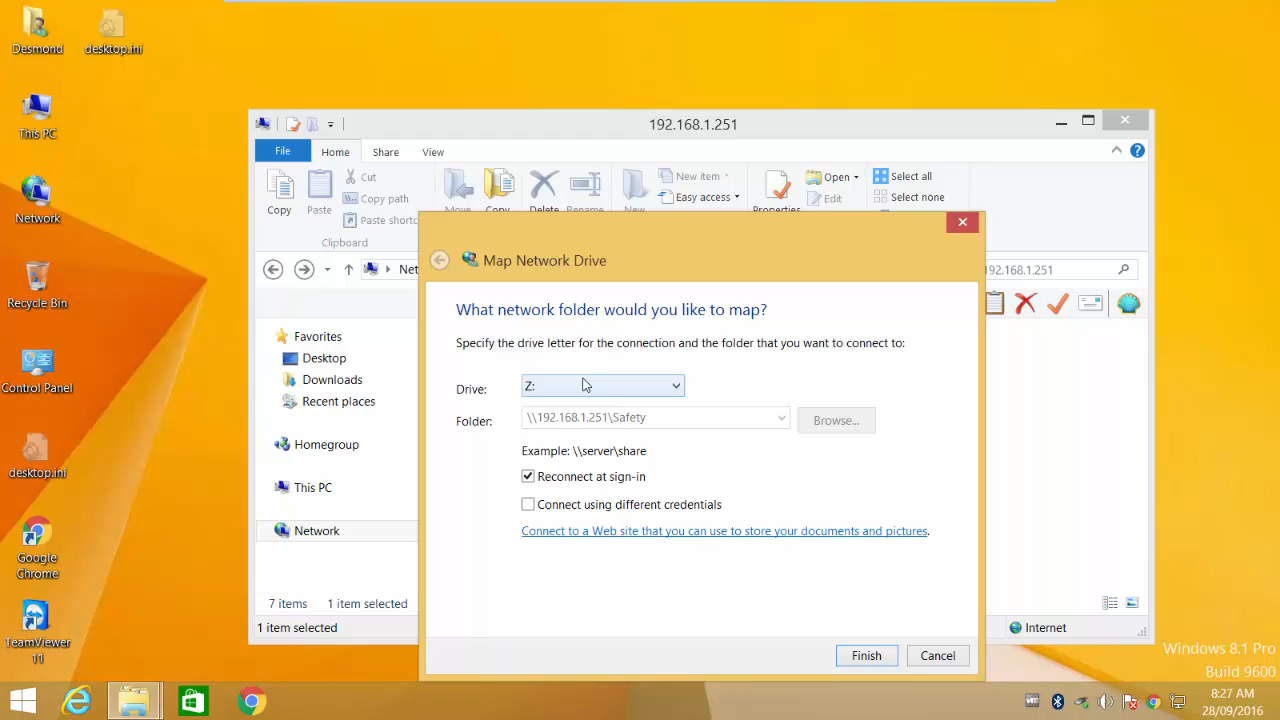 Desmond
desktop.ini
This PC
Network
Recycle Bin
Control Panel
desktop.ini
Google
Chrome
TeamViewer
11
192.168.1.251
File
Home
Share
View
Copy
Paste
Cut
Copy path
Paste shortc
Clipboard
Move
Copy
Delete
Rename
New
New item
Easy access
Properties
Open
Edit
Select all
Select none
Net
192.168.1.251
Favorites
Desktop
Downloads
Recent places
Homegroup
This PC
Network
7 items 1 item selected
1 item selected
Internet
Map Network Drive
What network folder would you like to map?
Specify the drive letter for the connection and the folder that you want to connect to:
Drive: Z:
Folder: \\192.168.1.251\Safety Browse...
Example: \\server\share
Reconnect at sign-in
Connect using different credentials
Connect to a Web site that you can use to store your documents and pictures.
Finish Cancel
Windows 8.1 Pro
Build 9600
8:27 AM
28/09/2016